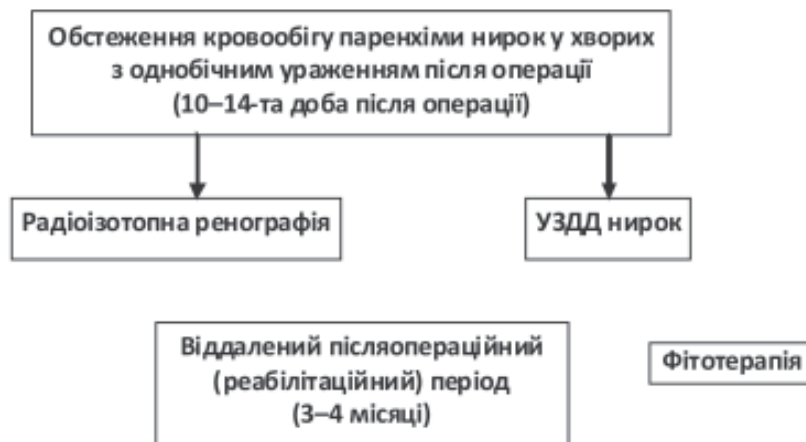 Обстеження кровообігу паренхіми нирок у хворих
з однобічним ураженням після операції
(10–14-та доба після операції)
Радіоізотопна ренографія
УЗДД нирок
Віддалений післяопераційний
(реабілітаційний) період
(3–4 місяці)
Фітотерапія